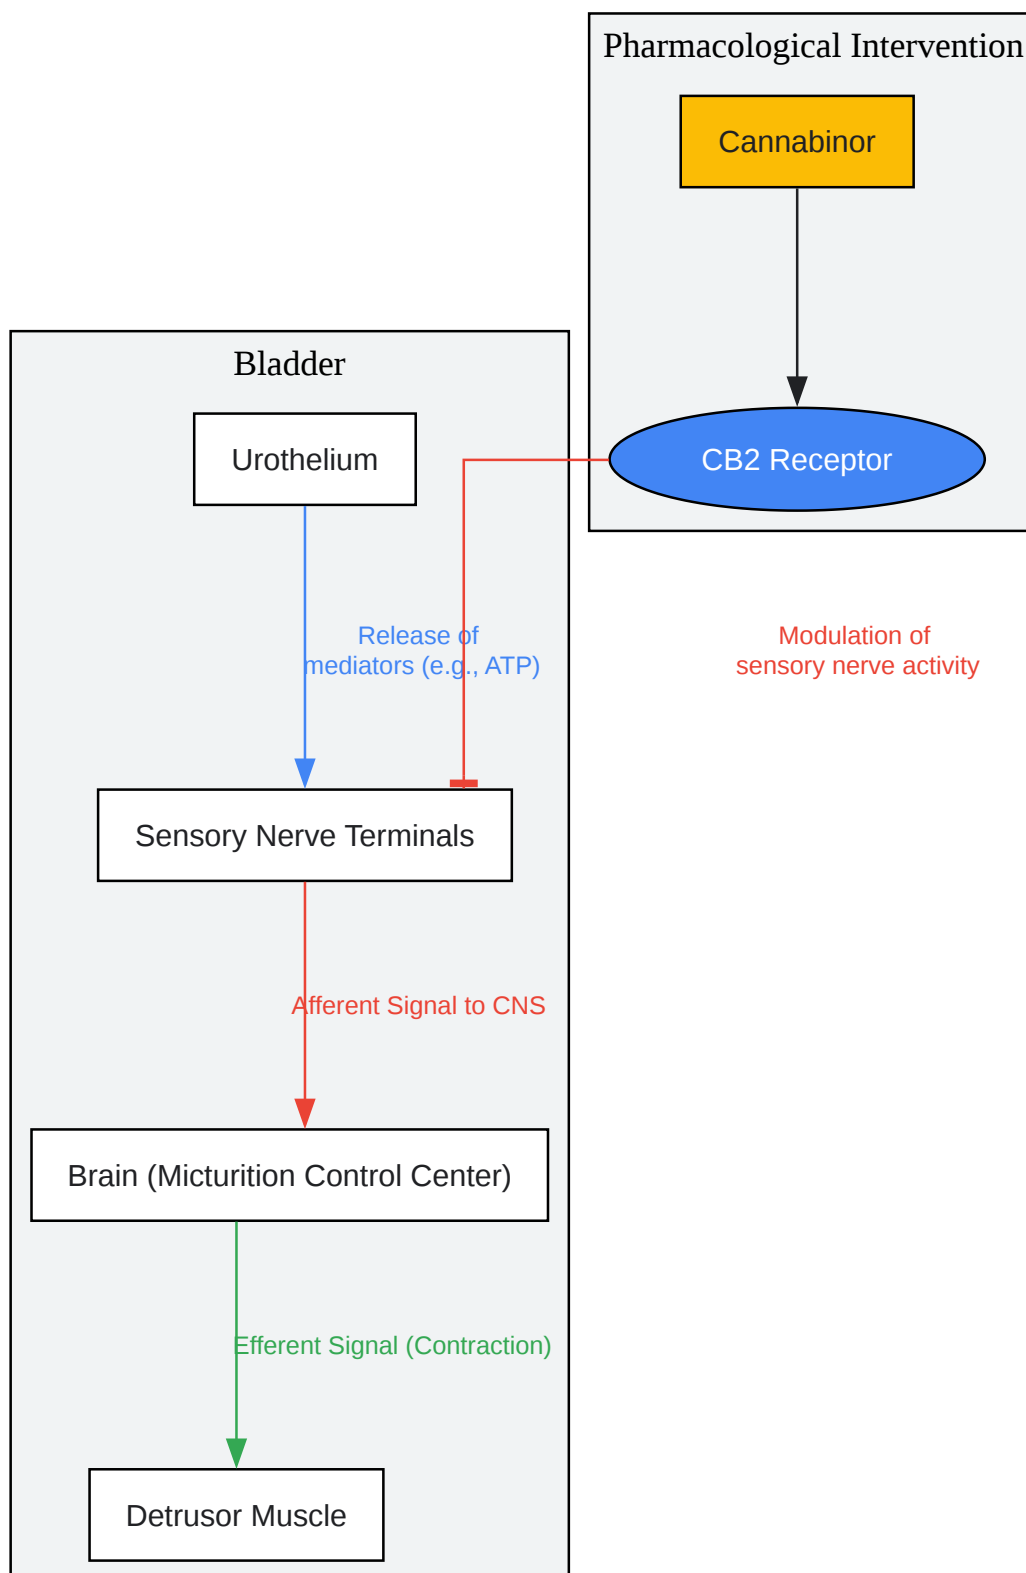 Pharmacological Intervention
Cannabinor
Bladder
Urothelium
CB2 Receptor
Release of
mediators (e.g., ATP)
Modulation of
sensory nerve activity
Sensory Nerve Terminals
Afferent Signal to CNS
Brain (Micturition Control Center)
Efferent Signal (Contraction)
Detrusor Muscle